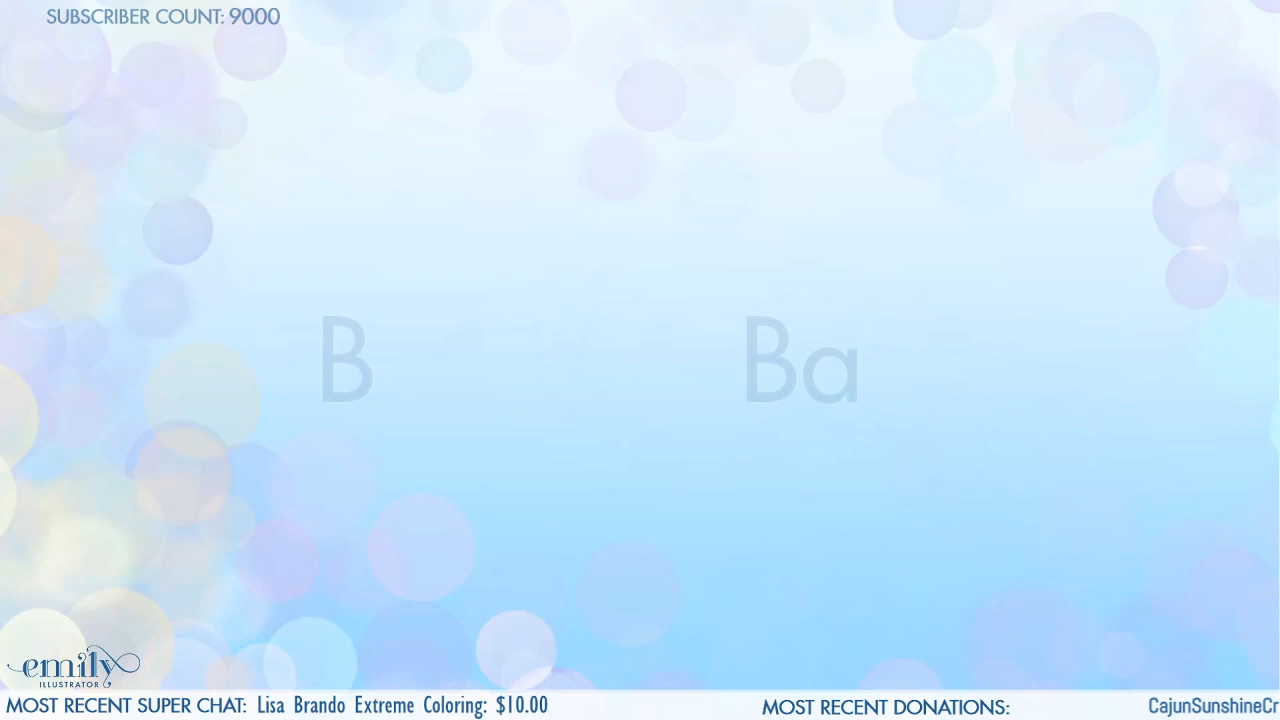 SUBSCRIBER COUNT: 9000
B Ba
emily
ILLUSTRATOR
MOST RECENT SUPER CHAT: Lisa Brando Extreme Coloring: $10.00
MOST RECENT DONATIONS: CajunSunshineCr